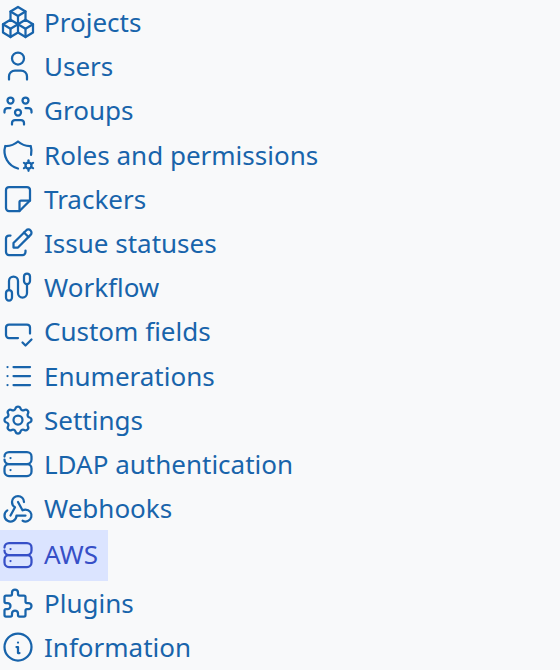 Projects
Users
Groups
Roles and permissions
Trackers
Issue statuses
Workflow
Custom fields
Enumerations
Settings
LDAP authentication
Webhooks
AWS
Plugins
Information